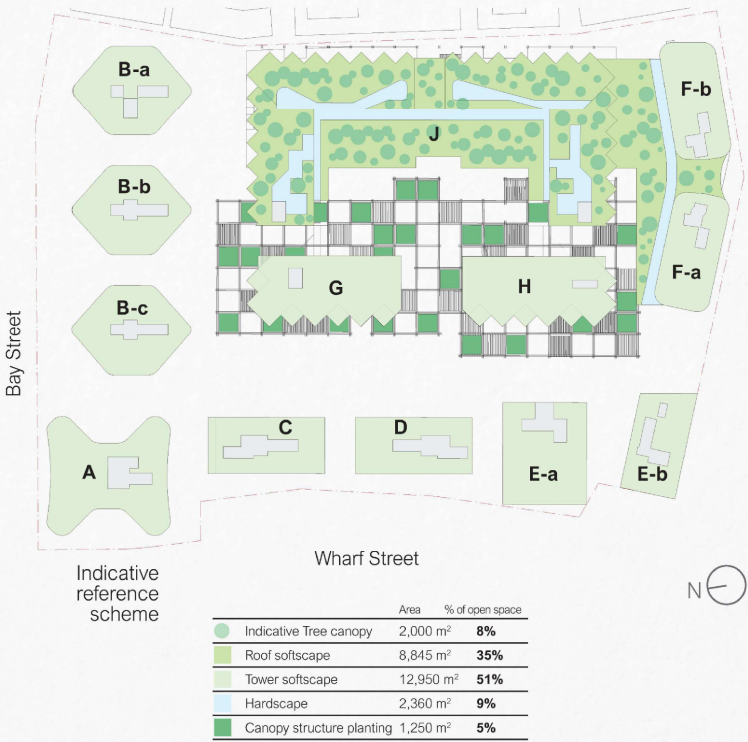 B-a
F-b
J
B-b
F-a
G
H
B-c
Bay Street
C
D
A
E-a
E-b
Wharf Street
Indicative
reference
scheme
N
Area % of open space
Indicative Tree canopy 2,000 m² 8%
Roof softscape 8,845 m² 35%
Tower softscape 12,950 m² 51%
Hardscape 2,360 m² 9%
Canopy structure planting 1,250 m² 5%